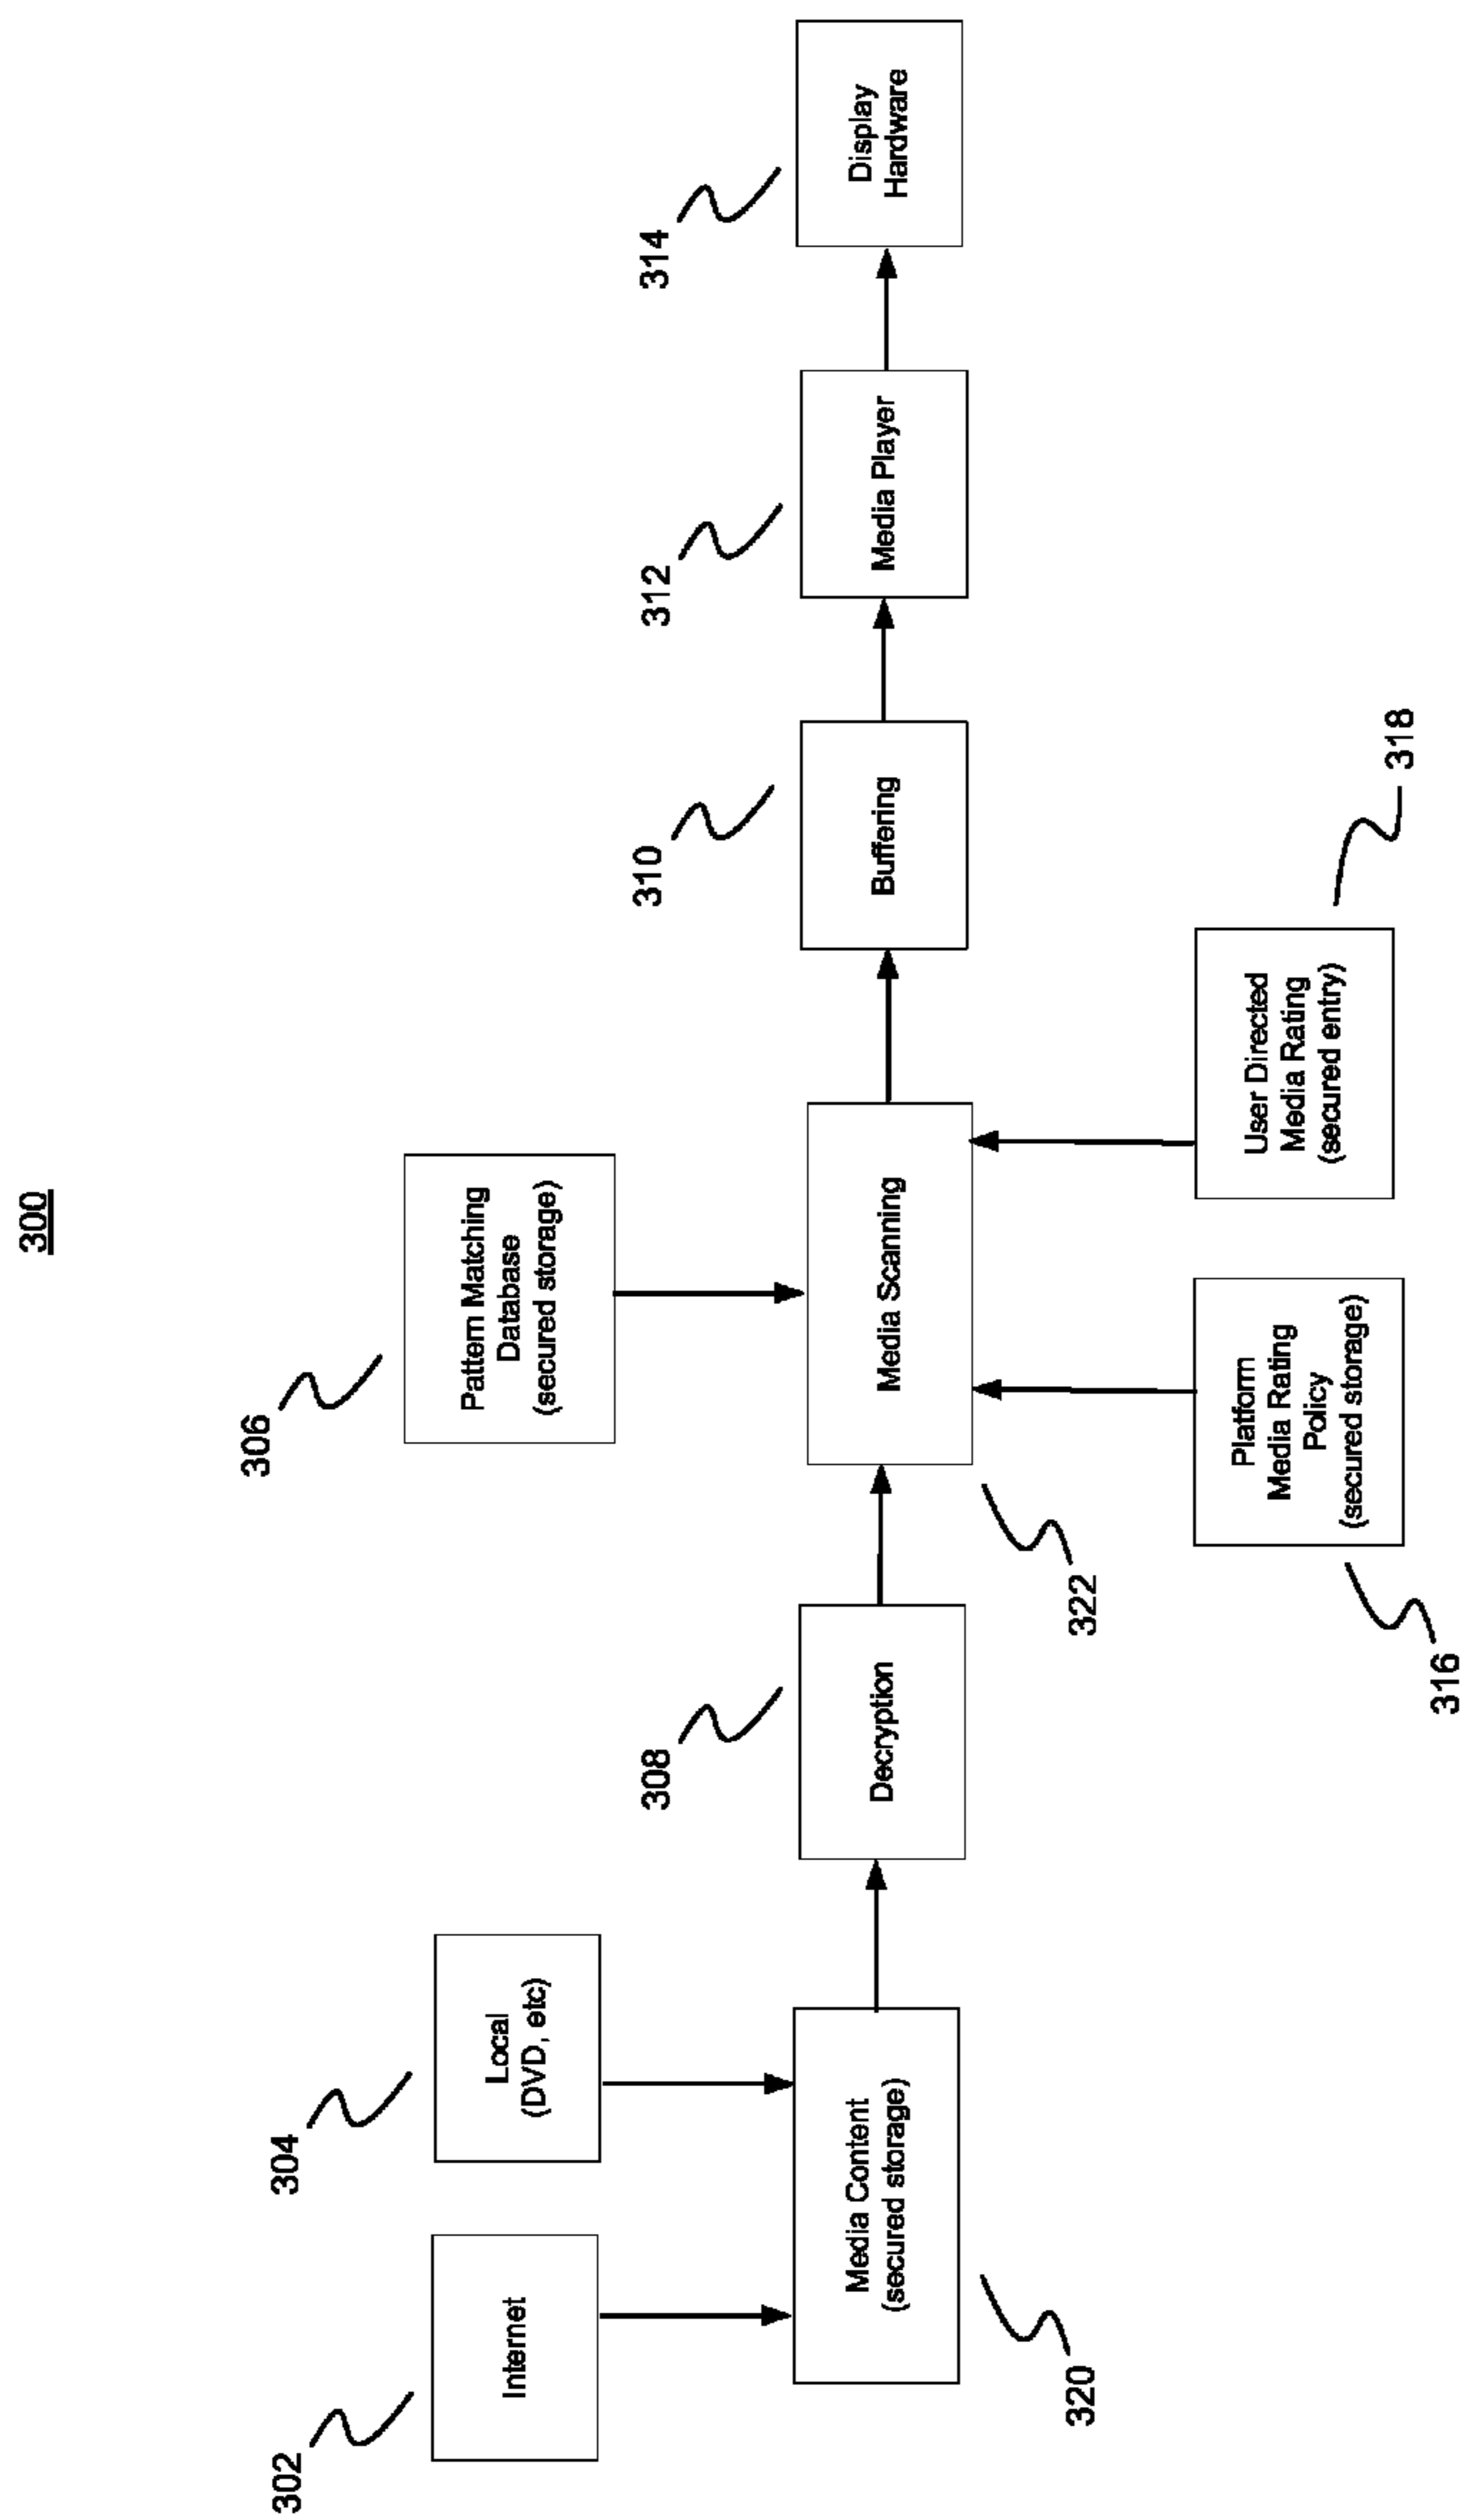 300
302
Internet
304
Local
(DVD, etc)
320
Media Content
(secured storage)
308
Decryption
306
Pattern Matching
Database
(secured storage)
322
Media Scanning
316
Platform
Media Rating
Policy
(secured storage)
318
User Directed
Media Rating
(secured entry)
310
Buffering
312
Media Player
314
Display
Hardware